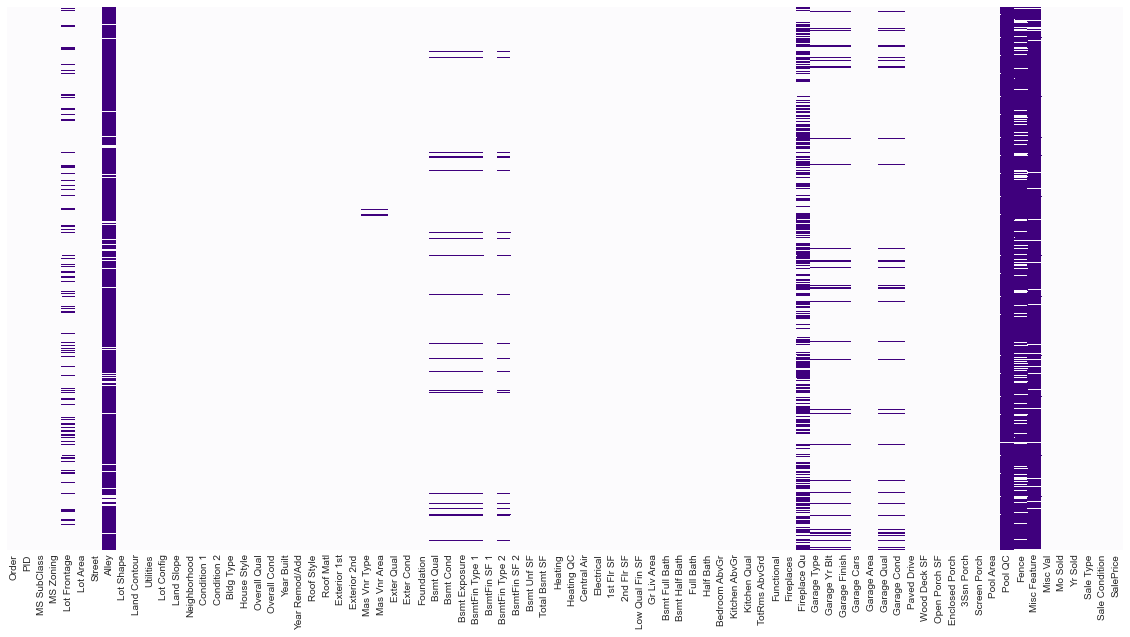 Order
PID
MS SubClass
MS Zoning
Lot Frontage
Lot Area
Street
Alley
Lot Shape
Land Contour
Utilities
Lot Config
Land Slope
Neighborhood
Condition 1
Condition 2
Bldg Type
House Style
Overall Qual
Overall Cond
Year Built
Year Remod/Add
Roof Style
Roof Matl
Exterior 1st
Exterior 2nd
Mas Vnr Type
Mas Vnr Area
Exter Qual
Exter Cond
Foundation
Bsmt Qual
Bsmt Cond
Bsmt Exposure
BsmtFin Type 1
BsmtFin SF 1
BsmtFin Type 2
BsmtFin SF 2
Bsmt Unf SF
Total Bsmt SF
Heating
Heating QC
Central Air
Electrical
1st Flr SF
2nd Flr SF
Low Qual Fin SF
Gr Liv Area
Bsmt Full Bath
Bsmt Half Bath
Full Bath
Half Bath
Bedroom AbvGr
Kitchen AbvGr
Kitchen Qual
TotRms AbvGrd
Functional
Fireplaces
Fireplace Qu
Garage Type
Garage Yr Blt
Garage Finish
Garage Cars
Garage Area
Garage Qual
Garage Cond
Paved Drive
Wood Deck SF
Open Porch SF
Enclosed Porch
3Ssn Porch
Screen Porch
Pool Area
Pool QC
Fence
Misc Feature
Misc Val
Mo Sold
Yr Sold
Sale Type
Sale Condition
SalePrice